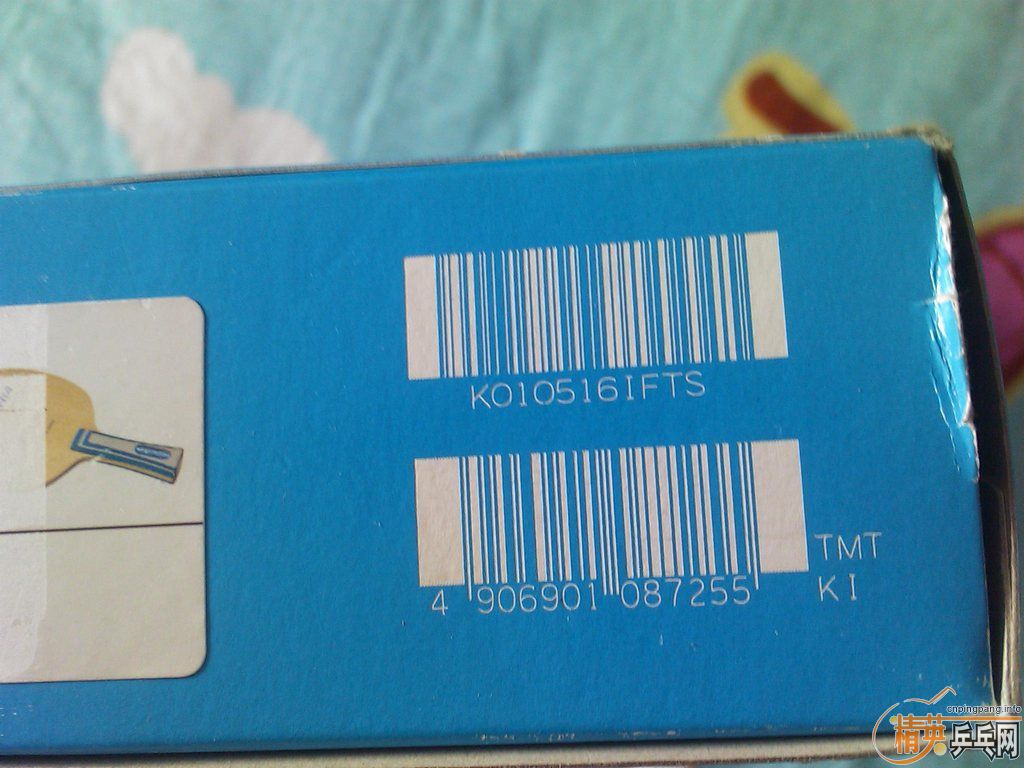 K010516IFTS
4 906901 087255
TMT
KI
cnpingpang.info
精英乒乓网